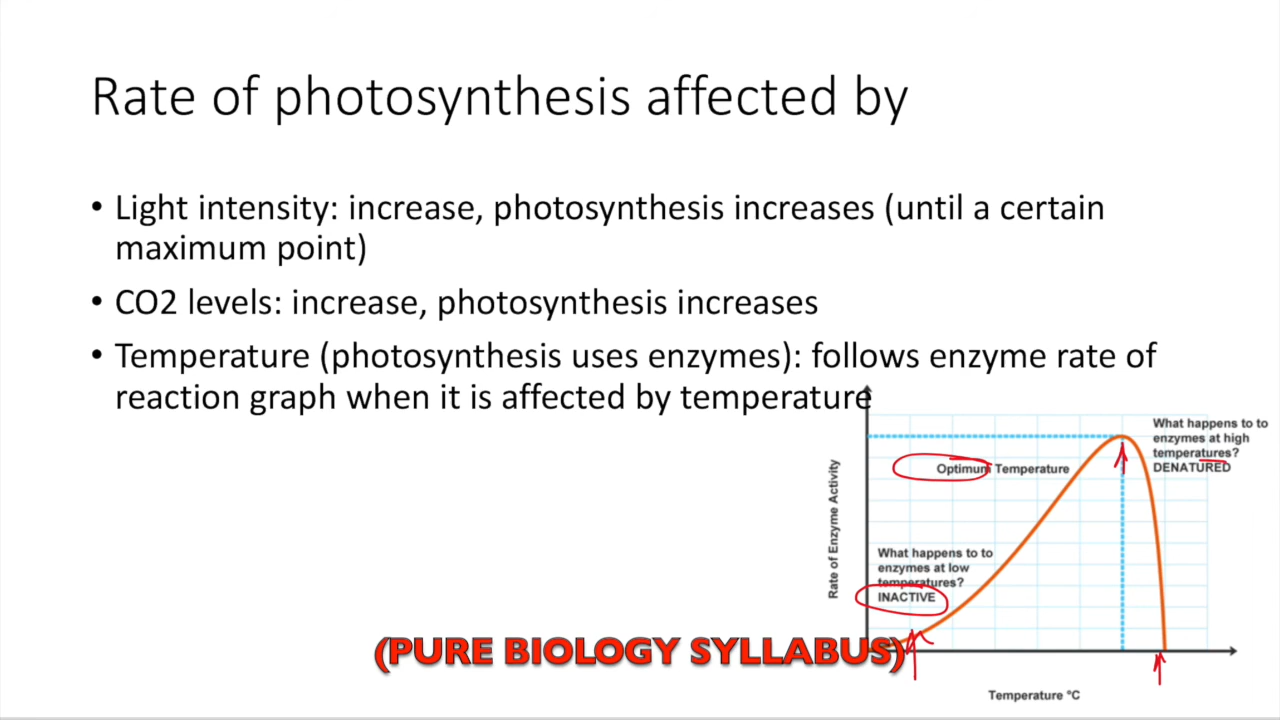 Rate of photosynthesis affected by
• Light intensity: increase, photosynthesis increases (until a certain
maximum point)
• CO2 levels: increase, photosynthesis increases
• Temperature (photosynthesis uses enzymes): follows enzyme rate of
reaction graph when it is affected by temperature
What happens to to
enzymes at high
temperatures?
DENATURED
Optimum Temperature
Rate of Enzyme Activity
What happens to to
enzymes at low
temperatures?
INACTIVE
(PURE BIOLOGY SYLLABUS)
Temperature °C